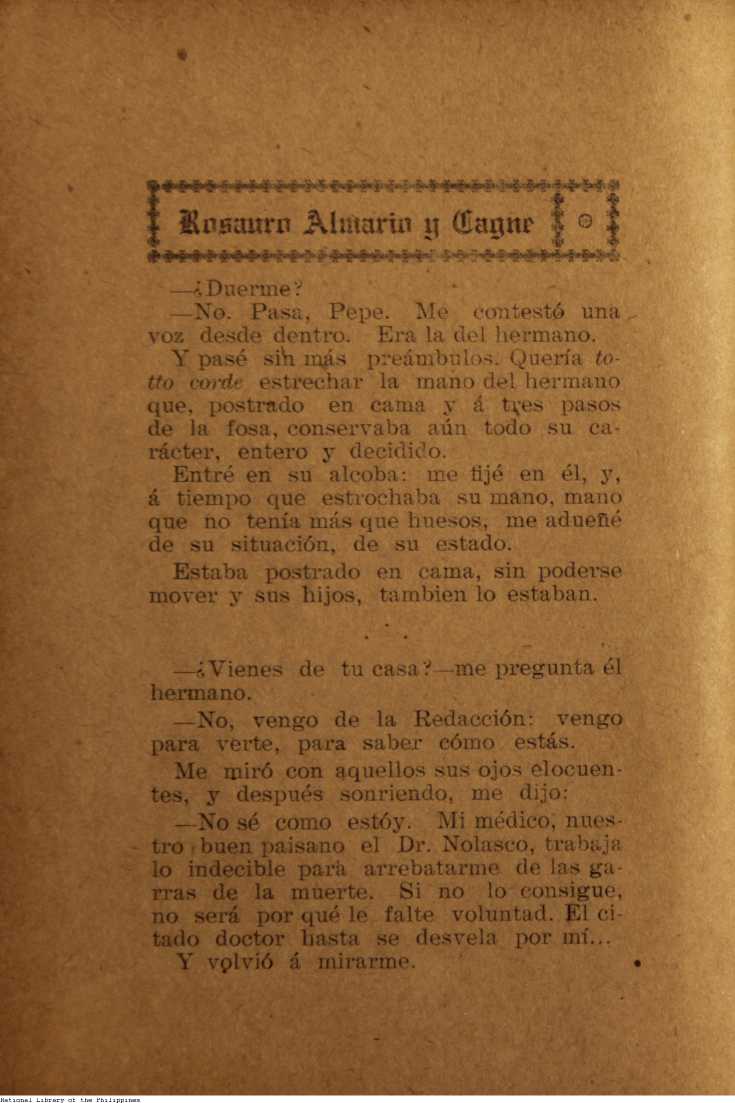 Rosauro Almario y Cagne
—¿Duerme?
—No. Pasa, Pepe. Me contestó una
voz desde dentro. Era la del hermano.
Y pasé sin más preámbulos. Quería to-
tto corde estrechar la mano del hermano
que, postrado en cama y á tres pasos
de la fosa, conservaba aún todo su ca-
rácter, entero y decidido.
Entré en su alcoba: me fijé en él, y,
á tiempo que estrochaba su mano, mano
que no tenía más que huesos, me adueñé
de su situación, de su estado.
Estaba postrado en cama, sin poderse
mover y sus hijos, tambien lo estaban.
—¿Vienes de tu casa?—me pregunta él
hermano.
—No, vengo de la Redacción: vengo
para verte, para saber cómo estás.
Me miró con aquellos sus ojos elocuen-
tes, y después sonriendo, me dijo:
—No sé como estóy. Mi médico, nues-
tro buen paisano el Dr. Nolasco, trabaja
lo indecible para arrebatarme de las ga-
rras de la muerte. Si no lo consigue,
no será por qué le falte voluntad. El ci-
tado doctor hasta se desvela por mí...
Y volvió á mirarme.
National Library of the Philippines